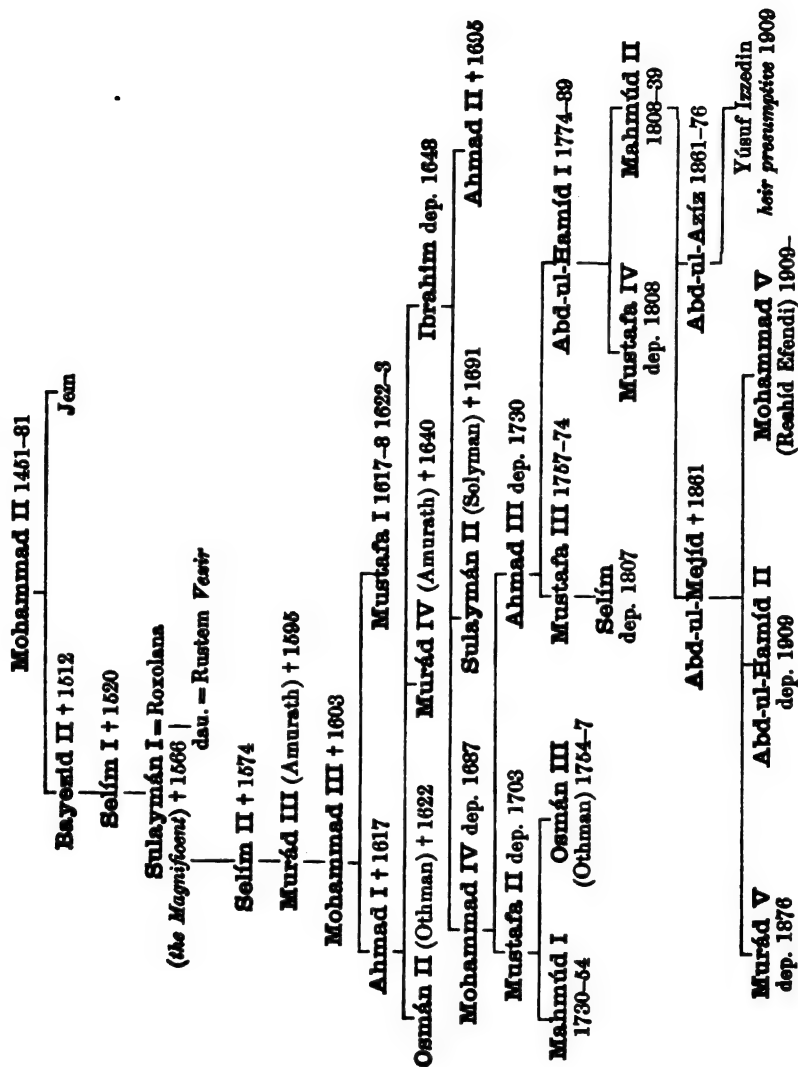 Mohammad II 1451–81
Bayezid II † 1512
Jem
Selím I † 1520
Sulaymán I = Roxolana
(the Magnificent) † 1566
dau. = Rustem Vezir
Selím II † 1574
Murád III (Amurath) † 1595
Mohammad III † 1603
Ahmad I † 1617
Mustafa I 1617–8 1622–3
Osmán II (Othman) † 1622
Murád IV (Amurath) † 1640
Ibrahim dep. 1648
Mohammad IV dep. 1687
Sulaymán II (Solyman) † 1691
Ahmad II † 1695
Mustafa II dep. 1703
Ahmad III dep. 1730
Mahmúd I
1730–54
Osmán III
(Othman) 1754–7
Mustafa III 1757–74
Abd-ul-Hamíd I 1774–89
Selím
dep. 1807
Mustafa IV
dep. 1808
Mahmúd II
1808–39
Abd-ul-Mejíd † 1861
Abd-ul-Azíz 1861–76
Murád V
dep. 1876
Abd-ul-Hamíd II
dep. 1909
Mohammad V
(Reshíd Efendi) 1909–
Yúsuf Izzedin
heir presumptive 1909